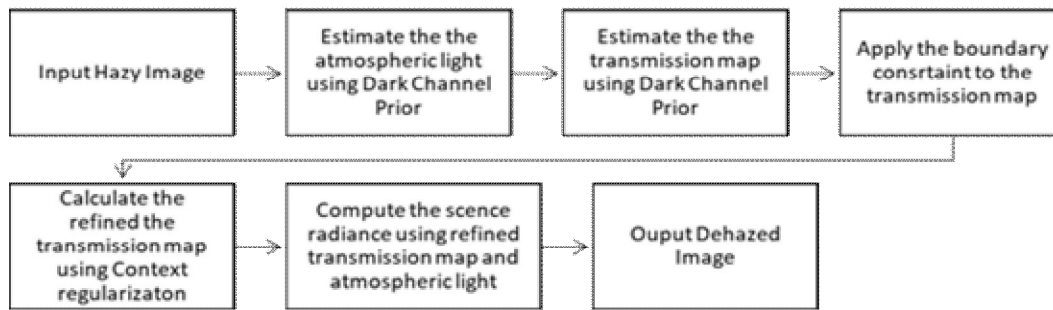 Input Hazy Image
Estimate the the
atmospheric light
using Dark Channel
Prior
Estimate the the
transmission map
using Dark Channel
Prior
Apply the boundary
consrtaint to the
transmission map
Calculate the
refined the
transmission map
using Context
regularizaton
Compute the scence
radiance using refined
transmission map and
atmospheric light
Ouput Dehazed
Image